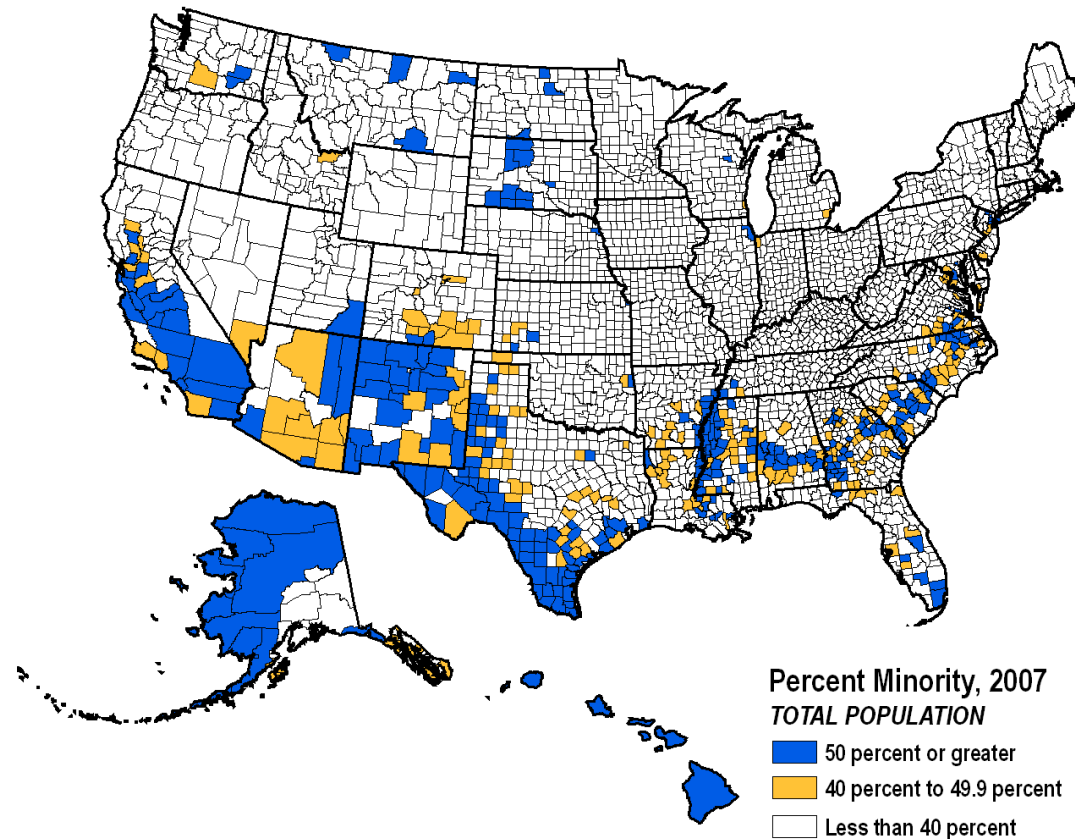 Percent Minority, 2007
TOTAL POPULATION
50 percent or greater
40 percent to 49.9 percent
Less than 40 percent